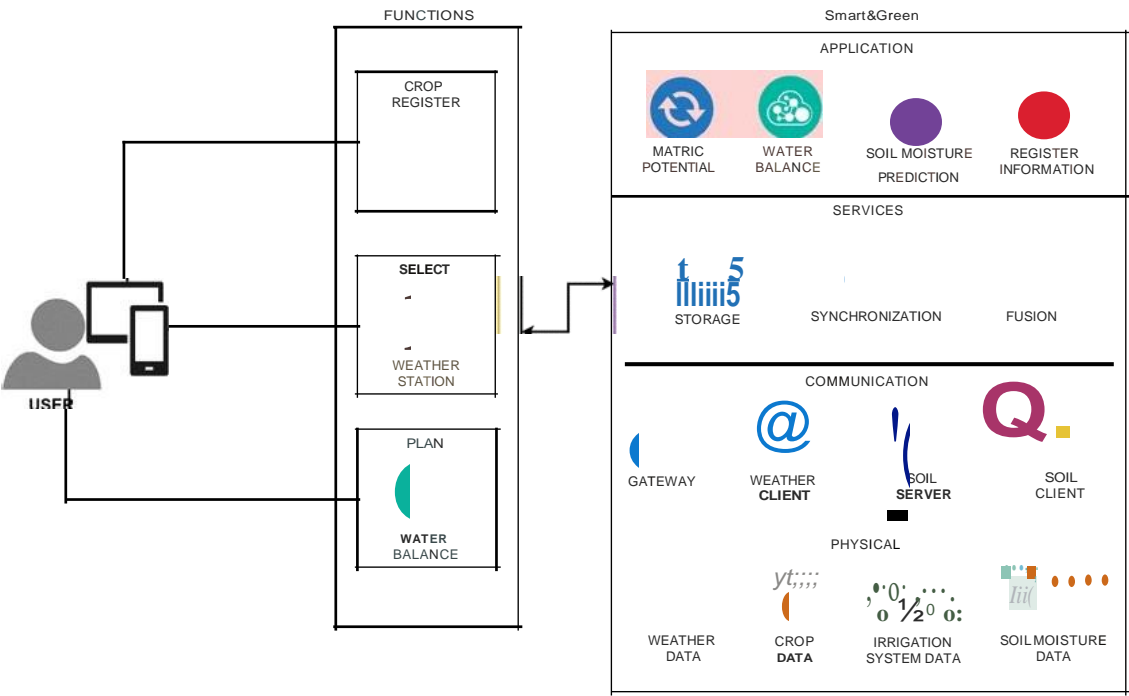 FUNCTIONS
Smart&Green
CROP
REGISTER
SELECT
WEATHER
STATION
PLAN
WATER
BALANCE
USER
APPLICATION
MATRIC
POTENTIAL
WATER
BALANCE
SOIL MOISTURE
PREDICTION
REGISTER
INFORMATION
SERVICES
STORAGE
SYNCHRONIZATION
FUSION
COMMUNICATION
@
Q
GATEWAY
WEATHER
CLIENT
SOIL
SERVER
SOIL
CLIENT
PHYSICAL
yt;;;;
WEATHER
DATA
CROP
DATA
IRRIGATION
SYSTEM DATA
SOIL MOISTURE
DATA